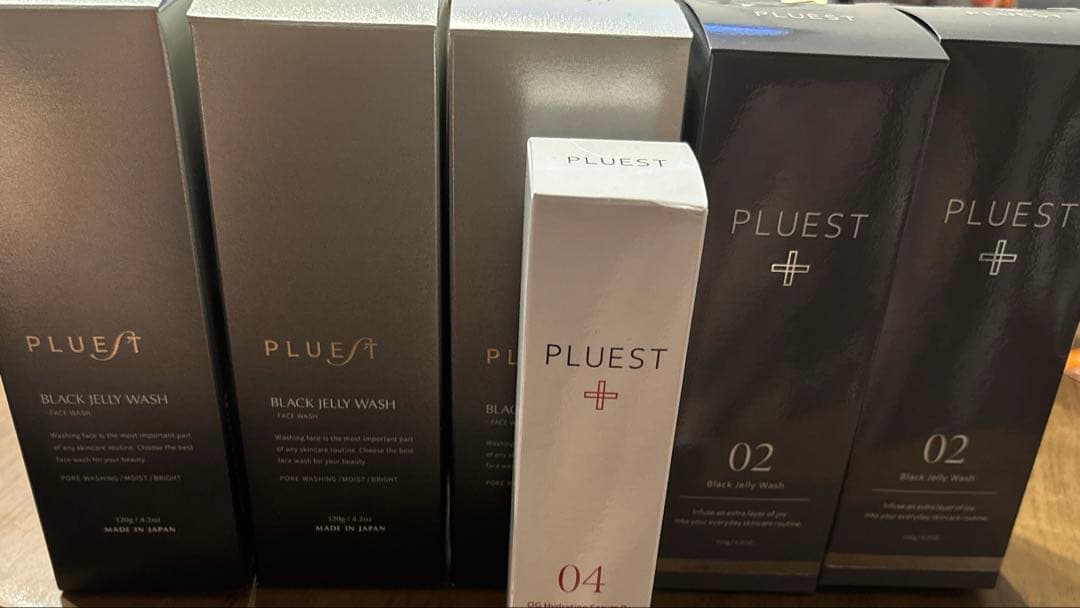 PLUEST
BLACK JELLY WASH
FACE WASH
Washing face is the most important part
of any skincare routine. Choose the best
face wash for your beauty.
PORE WASHING / MOIST / BRIGHT
120g / 4.2oz
MADE IN JAPAN
PLUEST
BLACK JELLY WASH
FACE WASH
Washing face is the most important part
of any skincare routine. Choose the best
face wash for your beauty.
PORE WASHING / MOIST / BRIGHT
120g / 4.2oz
MADE IN JAPAN
PL
BLAC
PLUEST
PLUEST
04
PLUEST
PLUEST
02
Black Jelly Wash
Infuse an extra layer of joy
into your everyday skincare routine.
PLUEST
PLUEST
02
Black Jelly Wash
Infuse an extra layer of joy
into your everyday skincare routine.